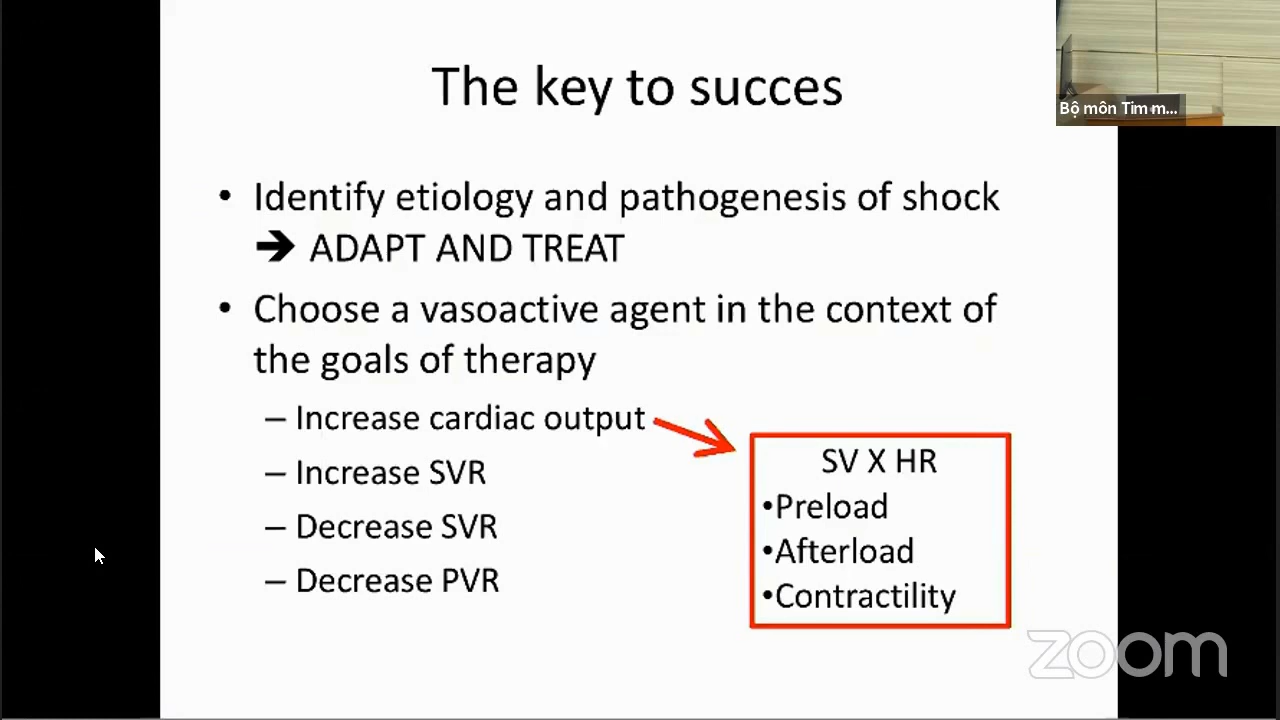 The key to succes
• Identify etiology and pathogenesis of shock
➔ ADAPT AND TREAT
• Choose a vasoactive agent in the context of
the goals of therapy
– Increase cardiac output
– Increase SVR
– Decrease SVR
– Decrease PVR
SV X HR
•Preload
•Afterload
•Contractility
Bộ môn Tim m...
zoom